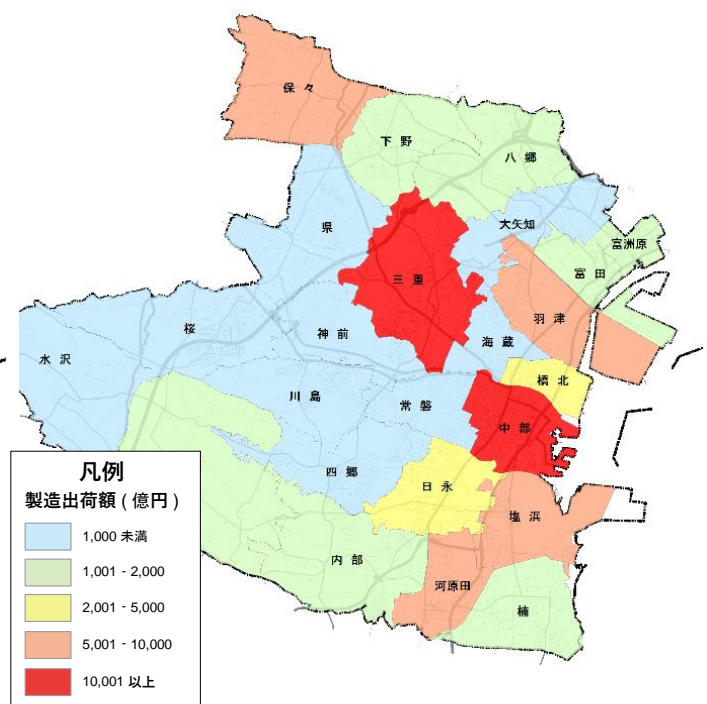 保々
下野
八郷
県
大矢知
富洲原
富田
三重
羽津
桜
神前
海蔵
水沢
橋北
川島
常磐
中部
四郷
日永
塩浜
内部
河原田
楠
凡例
製造出荷額 ( 億円 )
1,000 未満
1,001 - 2,000
2,001 - 5,000
5,001 - 10,000
10,001 以上